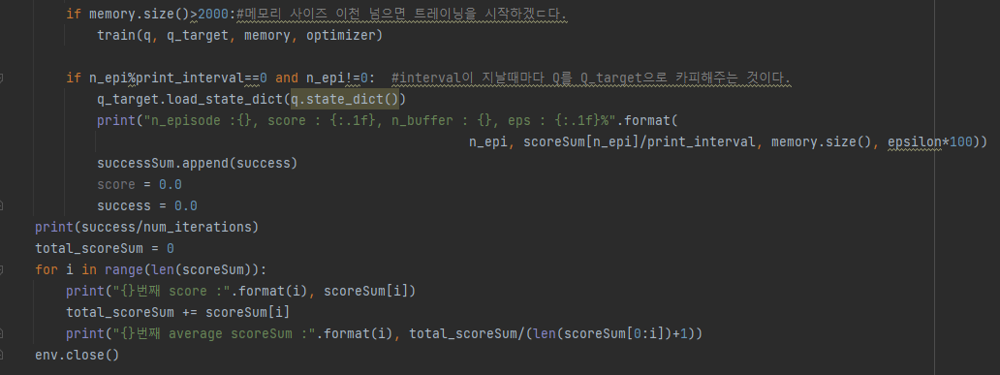 if memory.size()>2000:#메모리 사이즈 이천 넘으면 트레이닝을 시작하겠ㄷ다.
train(q, q_target, memory, optimizer)
if n_epi%print_interval==0 and n_epi!=0:  #interval이 지날때마다 Q를 Q_target으로 카피해주는 것이다.
q_target.load_state_dict(q.state_dict())
print("n_episode :{}, score : {:.1f}, n_buffer : {}, eps : {:.1f}%".format(
n_epi, scoreSum[n_epi]/print_interval, memory.size(), epsilon*100))
successSum.append(success)
score = 0.0
success = 0.0
print(success/num_iterations)
total_scoreSum = 0
for i in range(len(scoreSum)):
print("{}번째 score :".format(i), scoreSum[i])
total_scoreSum += scoreSum[i]
print("{}번째 average scoreSum :".format(i), total_scoreSum/(len(scoreSum[0:i])+1))
env.close()